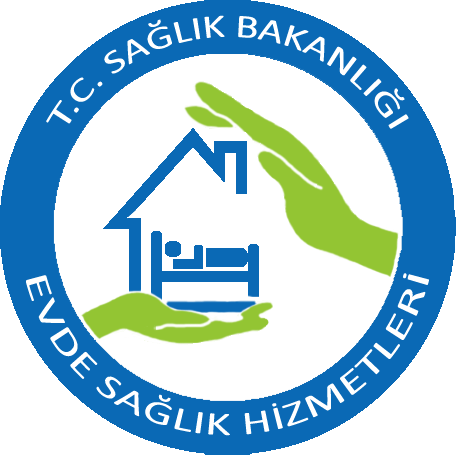 T.C. SAĞLIK BAKANLIĞI
EVDE SAĞLIK HİZMETLERİ